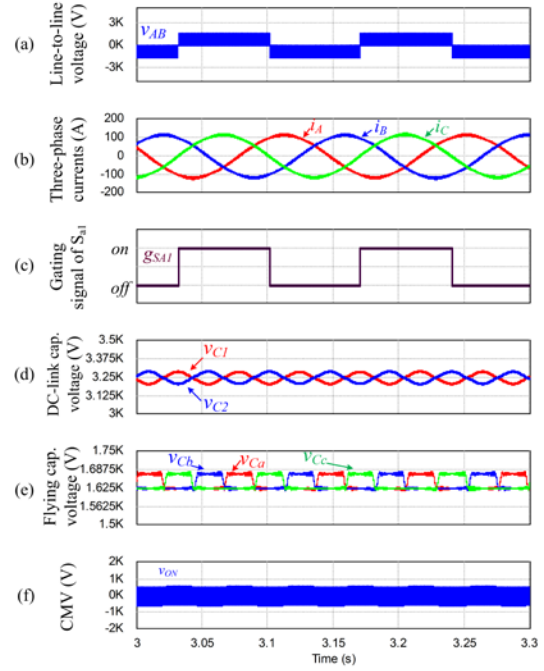 (a)
Line-to-line
voltage (V)
3K
0K
-3K
vAB
(b)
Three-phase
currents (A)
200
100
0
-100
-200
iA
iB
iC
(c)
Gating
signal of Sa1
on
off
gSA1
(d)
DC-link cap.
voltage (V)
3.5K
3.375K
3.25K
3.125K
3K
vC1
vC2
(e)
Flying cap.
voltage (V)
1.75K
1.6875K
1.625K
1.5625K
1.5K
vCb
vCa
vCc
(f)
CMV (V)
2K
1K
0K
-1K
-2K
vON
3 3.05 3.1 3.15 3.2 3.25 3.3
Time (s)